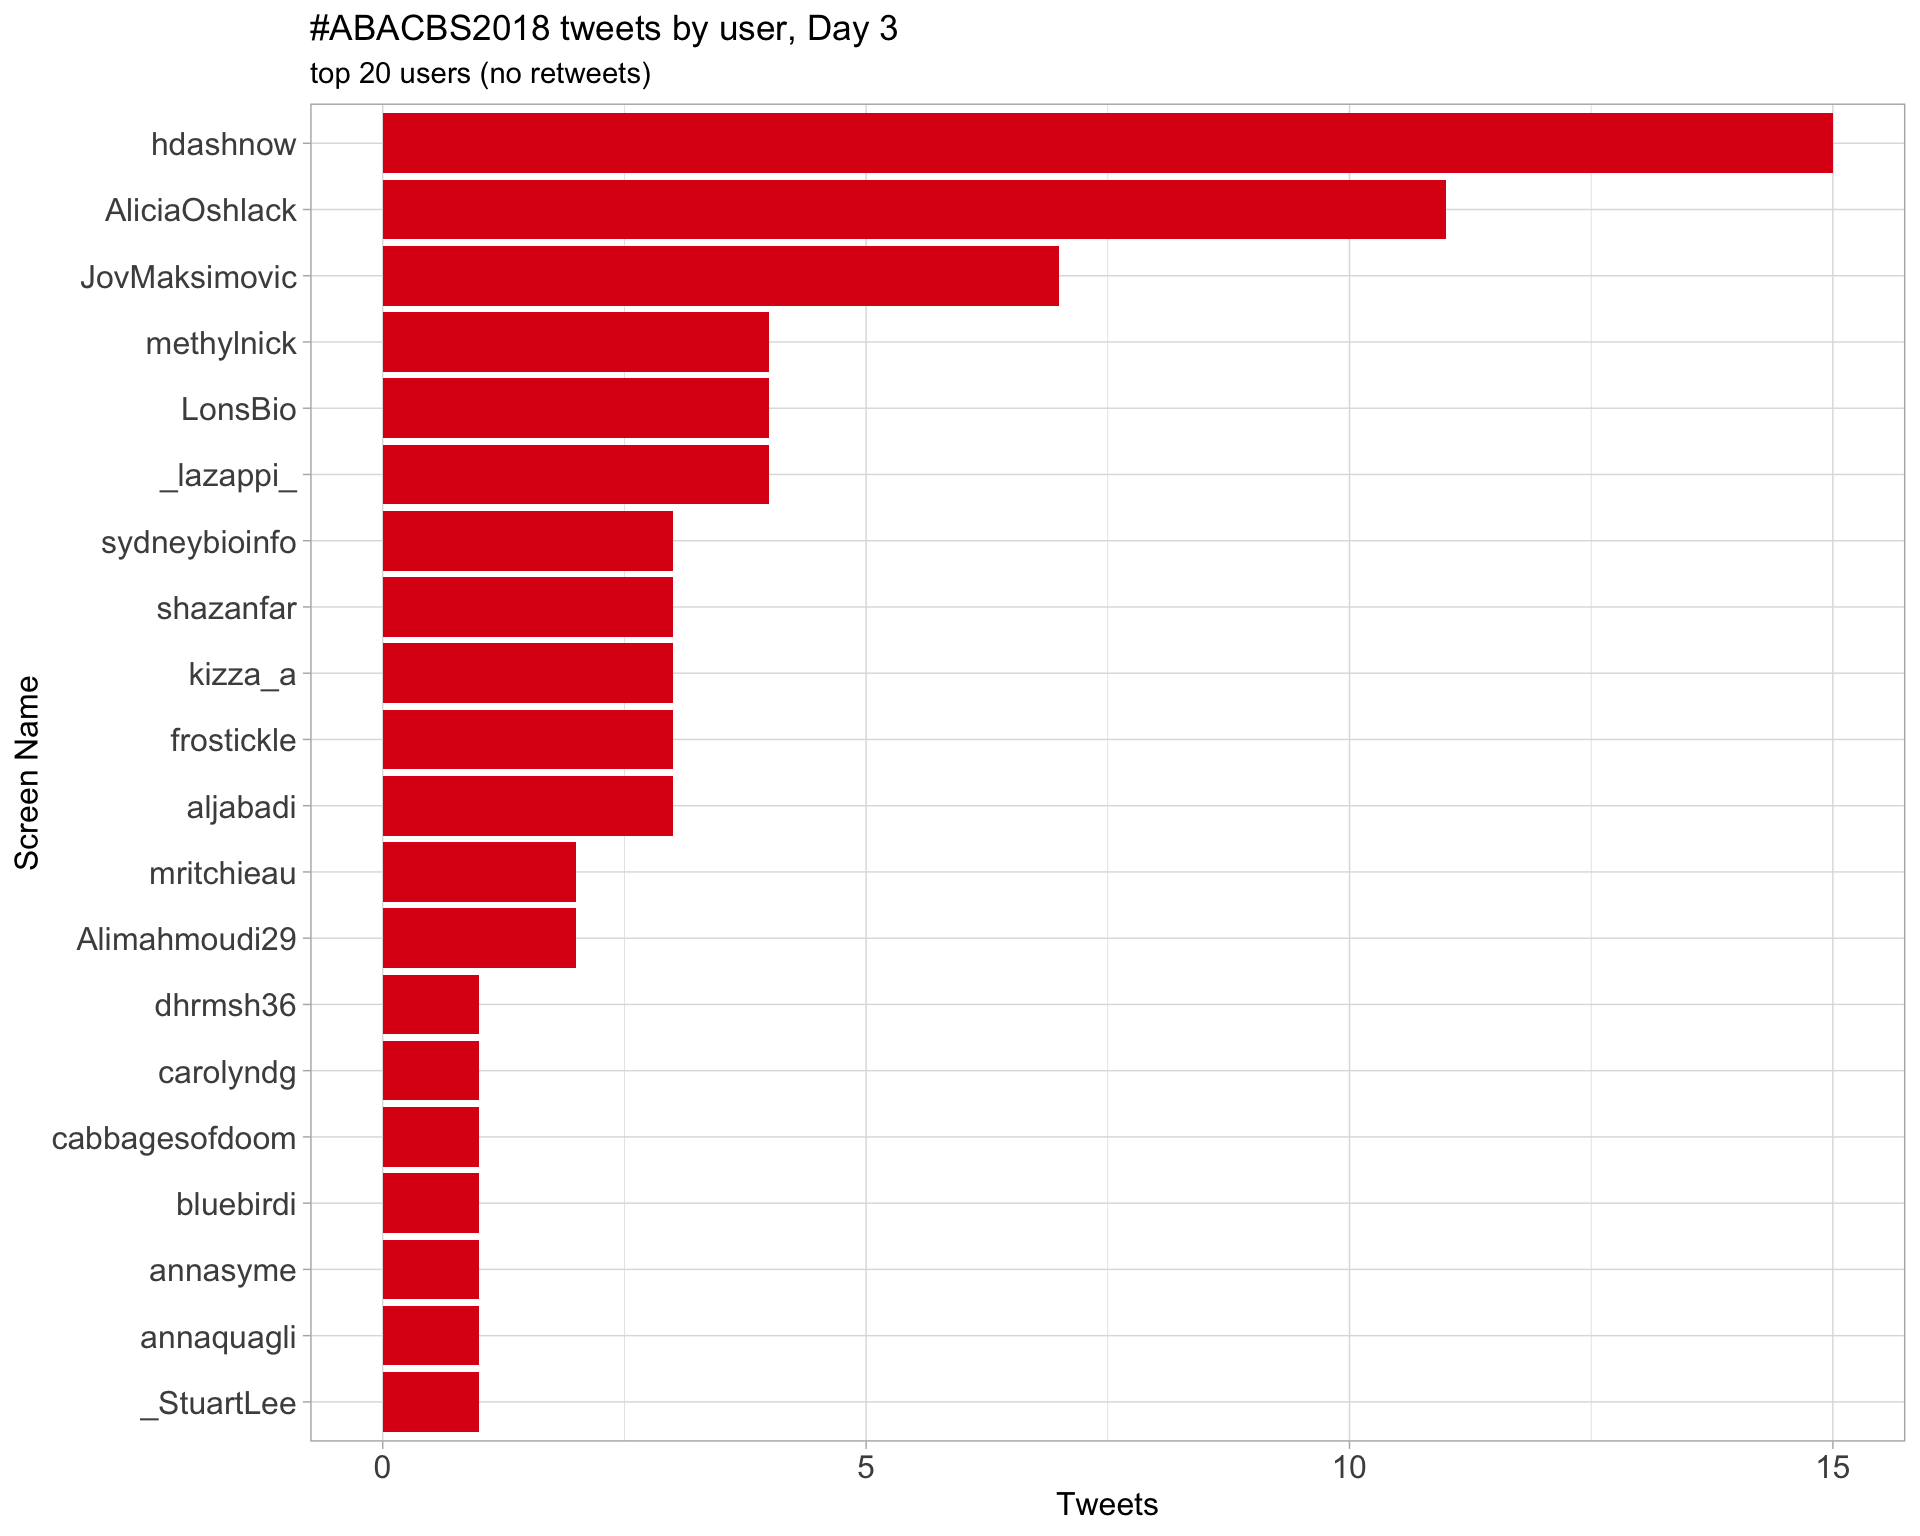 #ABACBS2018 tweets by user, Day 3
top 20 users (no retweets)
hdashnow
AliciaOshlack
JovMaksimovic
methylnick
LonsBio
_lazappi_
sydneybioinfo
shazanfar
kizza_a
frostickle
aljabadi
mritchieau
Alimahmoudi29
dhrmsh36
carolyndg
cabbagesofdoom
bluebirdi
annasyme
annaquagli
_StuartLee
Screen Name
0 5 10 15
Tweets